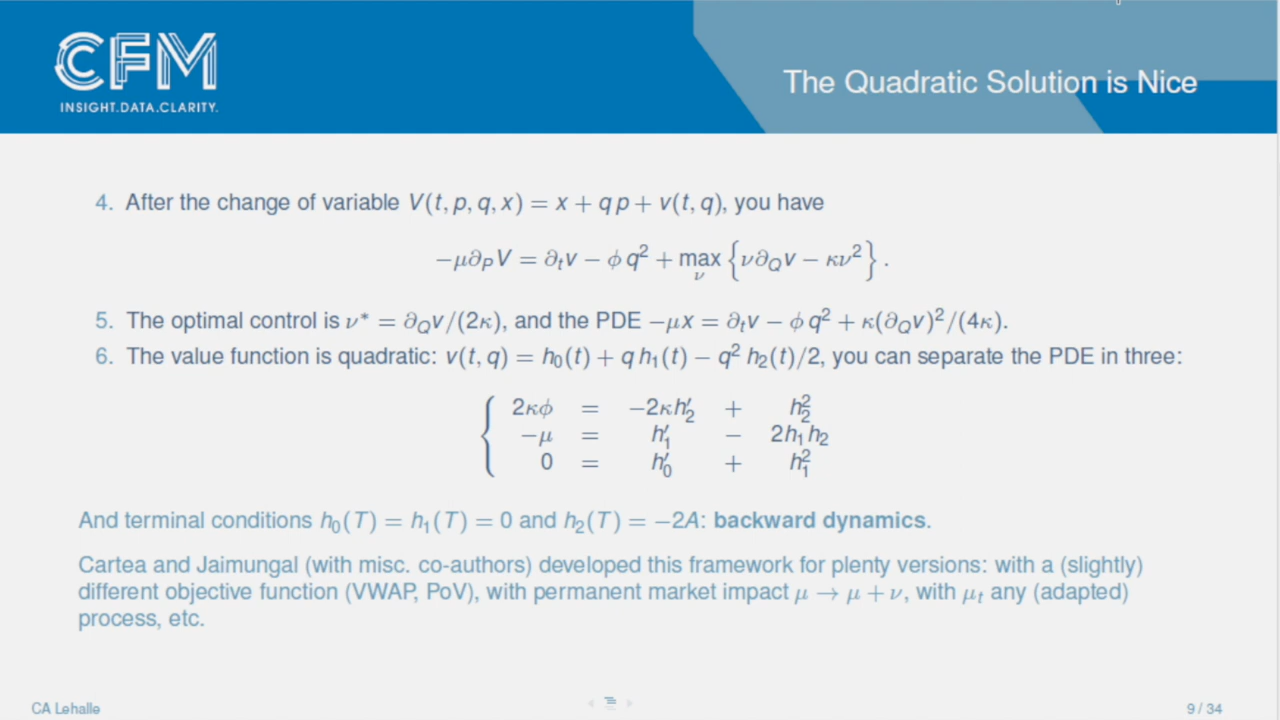 CFM
INSIGHT.DATA.CLARITY.
The Quadratic Solution is Nice
4. After the change of variable V(t, p, q, x) = x + q p + v(t, q), you have
−μ∂_P V = ∂_t v − ϕ q² + max_ν {ν∂_Q v − κν²} .
5. The optimal control is ν* = ∂_Q v/(2κ), and the PDE −μx = ∂_t v − ϕ q² + κ(∂_Q v)²/(4κ).
6. The value function is quadratic: v(t, q) = h₀(t) + q h₁(t) − q² h₂(t)/2, you can separate the PDE in three:
2κϕ = −2κh₂′ + h₂²
−μ = h₁′ − 2h₁h₂
0 = h₀′ + h₁²
And terminal conditions h₀(T) = h₁(T) = 0 and h₂(T) = −2A: backward dynamics.
Cartea and Jaimungal (with misc. co-authors) developed this framework for plenty versions: with a (slightly)
different objective function (VWAP, PoV), with permanent market impact μ → μ + ν, with μ_t any (adapted)
process, etc.
CA Lehalle
9 / 34